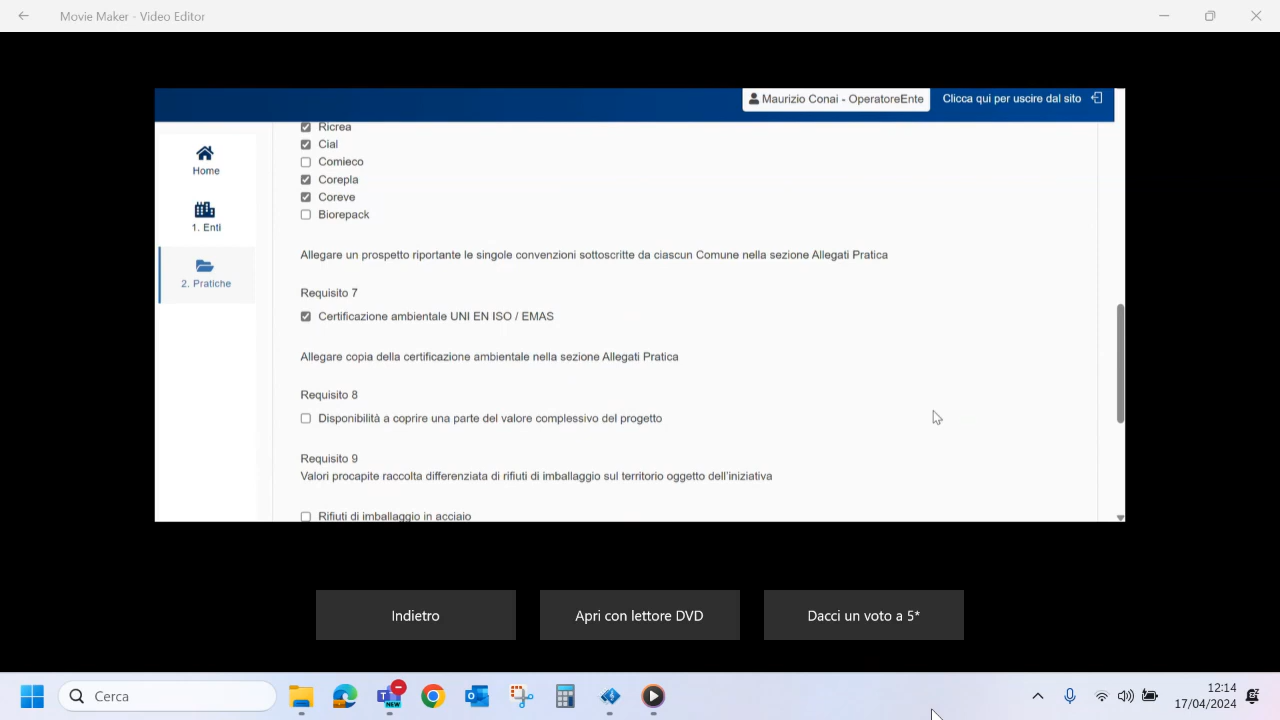 Movie Maker - Video Editor
Maurizio Conai - OperatoreEnte
Clicca qui per uscire dal sito
Home
1. Enti
2. Pratiche
Ricrea
Cial
Comieco
Corepla
Coreve
Biorepack
Allegare un prospetto riportante le singole convenzioni sottoscritte da ciascun Comune nella sezione Allegati Pratica
Requisito 7
Certificazione ambientale UNI EN ISO / EMAS
Allegare copia della certificazione ambientale nella sezione Allegati Pratica
Requisito 8
Disponibilità a coprire una parte del valore complessivo del progetto
Requisito 9
Valori procapite raccolta differenziata di rifiuti di imballaggio sul territorio oggetto dell'iniziativa
Rifiuti di imballaggio in acciaio
Indietro
Apri con lettore DVD
Dacci un voto a 5*
Cerca
NEW
12:14
17/04/2024